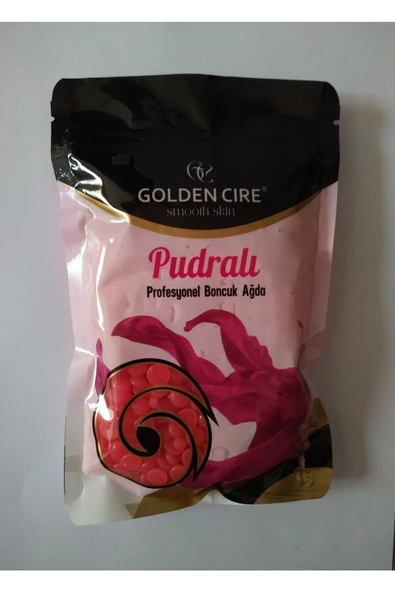 GOLDEN CIRE®
smooth skin
Pudralı
Profesyonel Boncuk Ağda